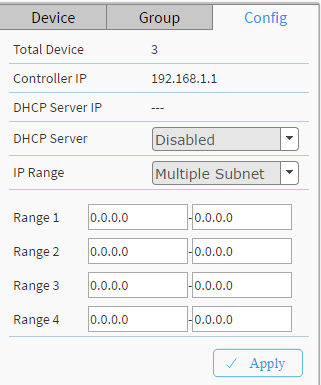 Device Group Config
Total Device 3
Controller IP 192.168.1.1
DHCP Server IP ---
DHCP Server Disabled
IP Range Multiple Subnet
Range 1 0.0.0.0 - 0.0.0.0
Range 2 0.0.0.0 - 0.0.0.0
Range 3 0.0.0.0 - 0.0.0.0
Range 4 0.0.0.0 - 0.0.0.0
Apply